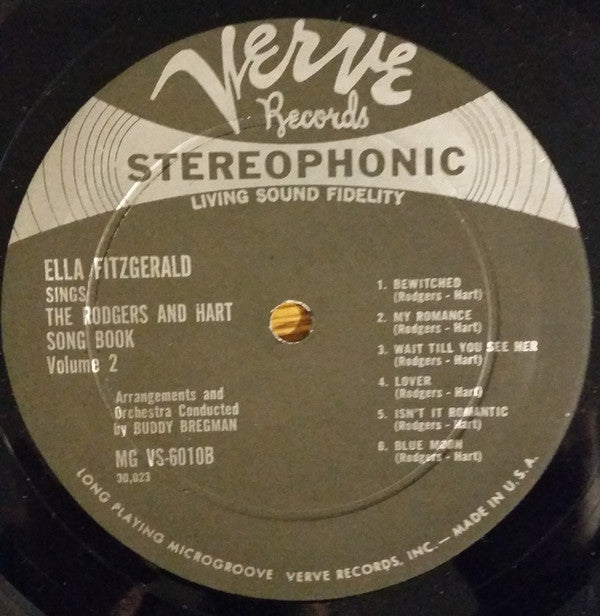 Verve
Records
STEREOPHONIC
LIVING SOUND FIDELITY
ELLA FITZGERALD
SINGS
THE RODGERS AND HART
SONG BOOK
Volume 2
Arrangements and
Orchestra Conducted
by BUDDY BREGMAN
MG VS-6010B
30,023
1. BEWITCHED
(Rodgers - Hart)
2. MY ROMANCE
(Rodgers - Hart)
3. WAIT TILL YOU SEE HER
(Rodgers - Hart)
4. LOVER
(Rodgers - Hart)
5. ISN'T IT ROMANTIC
(Rodgers - Hart)
6. BLUE MOON
(Rodgers - Hart)
LONG PLAYING MICROGROOVE VERVE RECORDS, INC. — MADE IN U.S.A.